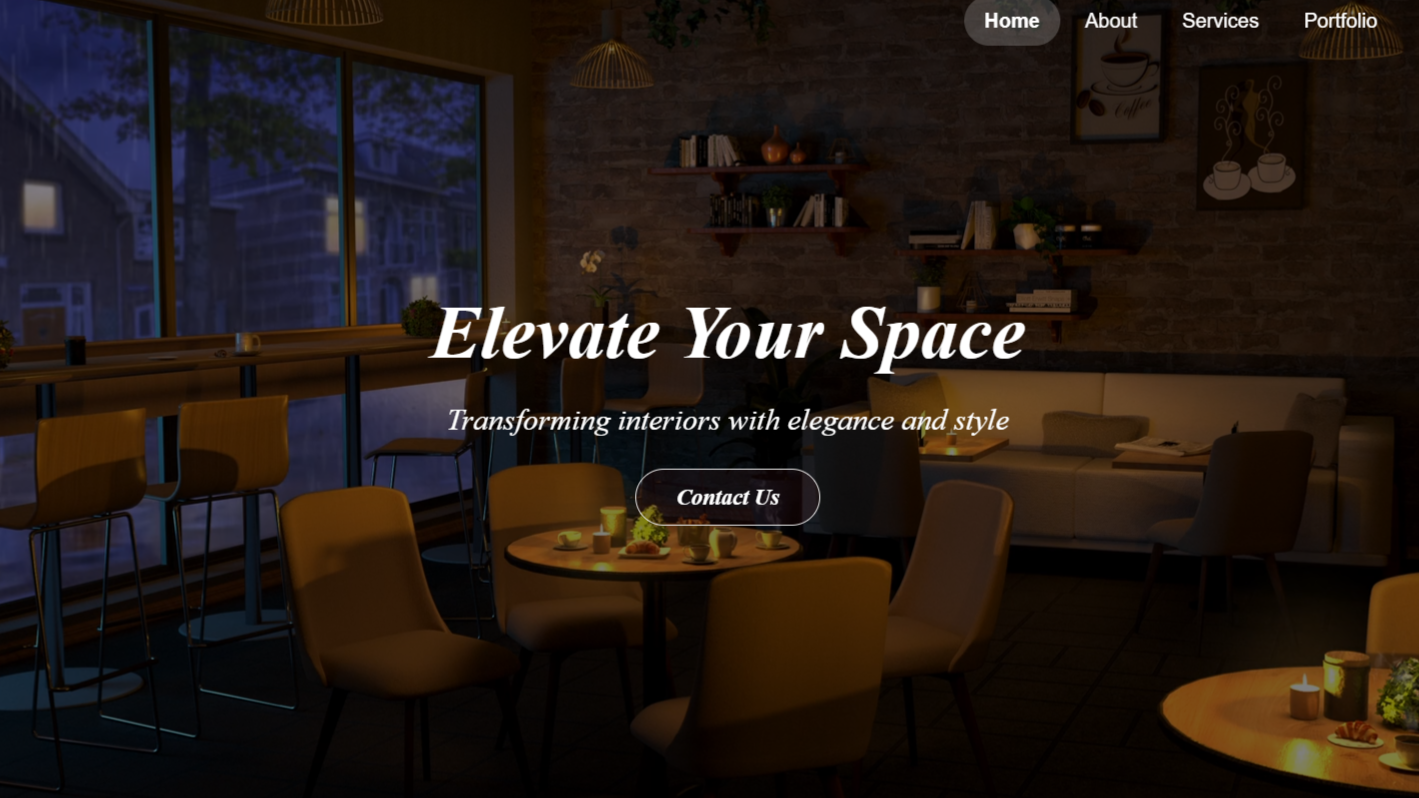 Home About Services Portfolio
Coffee
Elevate Your Space
Transforming interiors with elegance and style
Contact Us